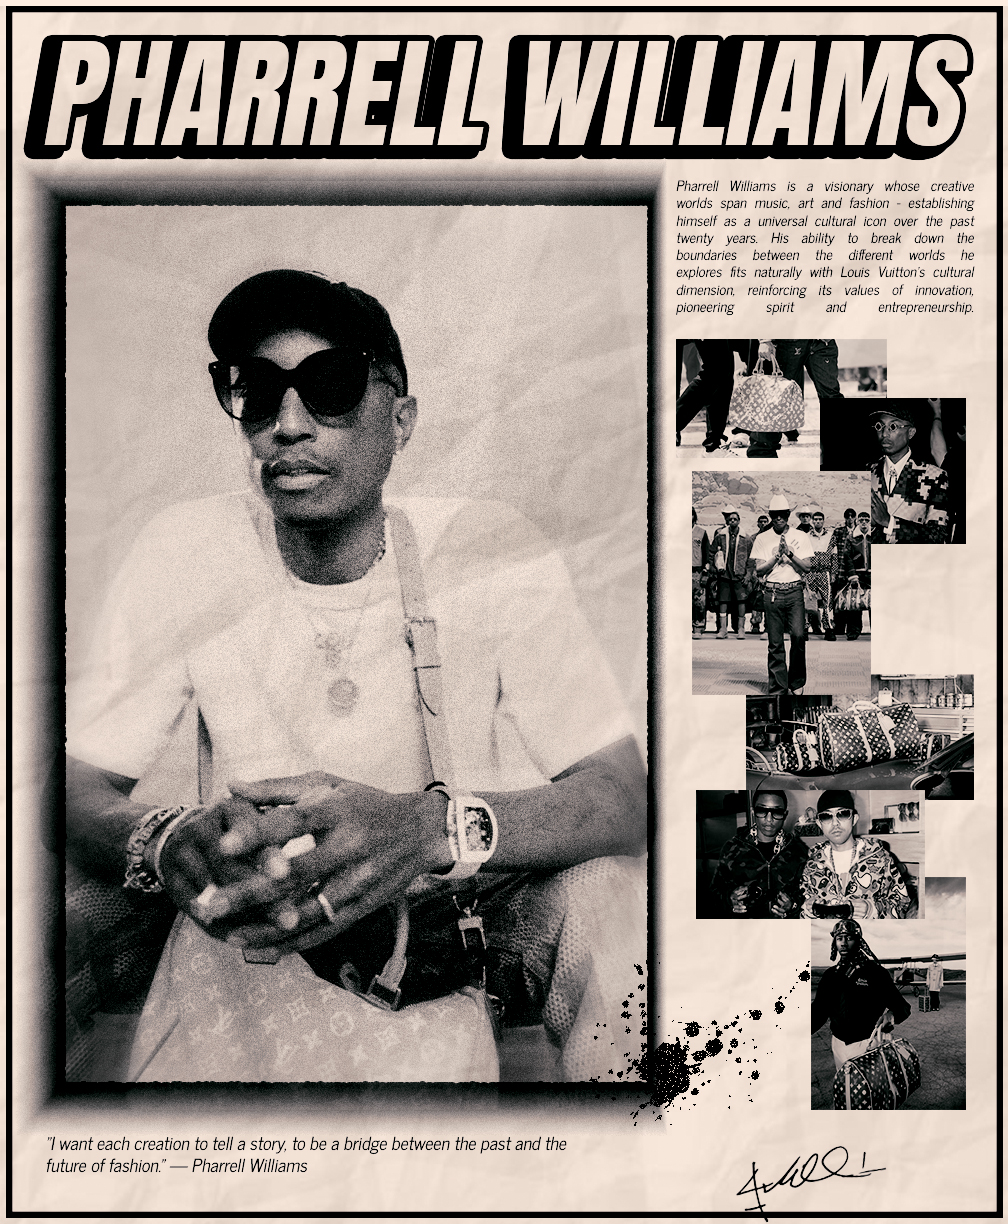 PHARRELL WILLIAMS
Pharrell Williams is a visionary whose creative
worlds span music, art and fashion - establishing
himself as a universal cultural icon over the past
twenty years. His ability to break down the
boundaries between the different worlds he
explores fits naturally with Louis Vuitton's cultural
dimension, reinforcing its values of innovation,
pioneering spirit and entrepreneurship.
"I want each creation to tell a story, to be a bridge between the past and the
future of fashion." — Pharrell Williams